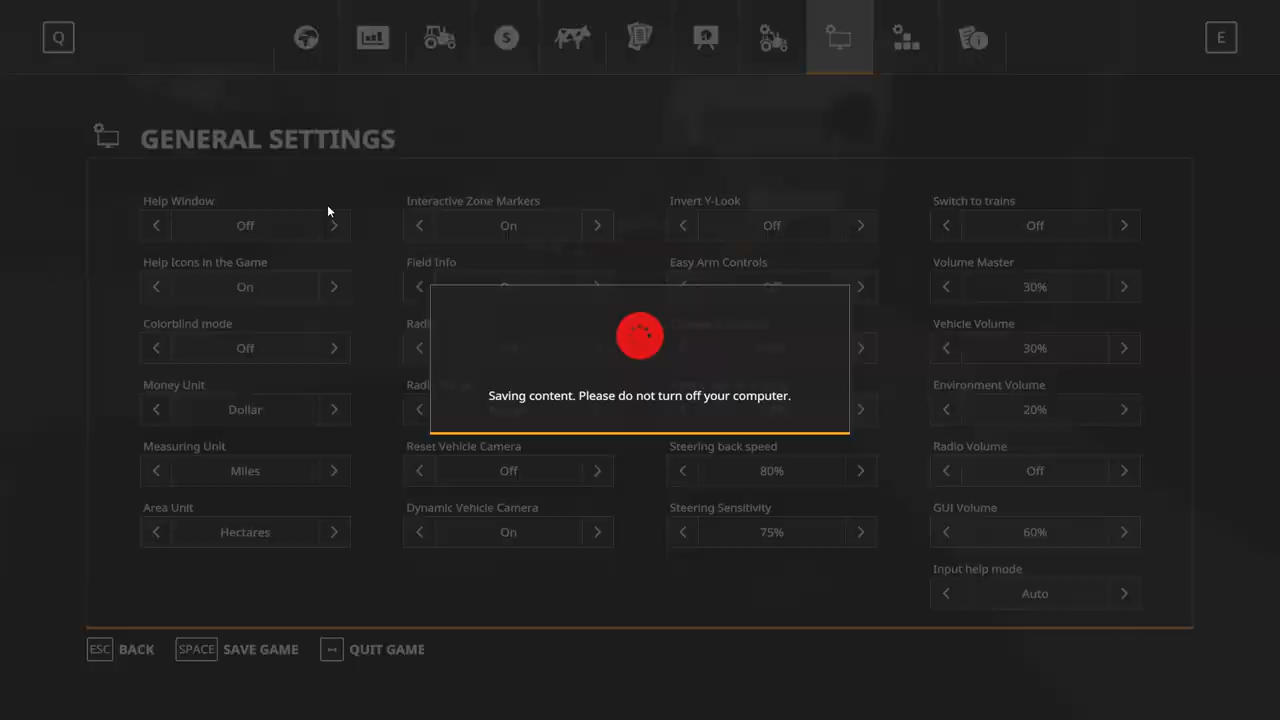 Q
E
GENERAL SETTINGS
Help Window
Interactive Zone Markers
Invert Y-Look
Switch to trains
Off
On
Off
Off
Help Icons in the Game
Field Info
Easy Arm Controls
Volume Master
On
30%
Colorblind mode
Vehicle Volume
Off
30%
Money Unit
Environment Volume
Dollar
20%
Saving content. Please do not turn off your computer.
Measuring Unit
Reset Vehicle Camera
Steering back speed
Radio Volume
Miles
Off
80%
Off
Area Unit
Dynamic Vehicle Camera
Steering Sensitivity
GUI Volume
Hectares
On
75%
60%
Input help mode
Auto
ESC BACK
SPACE SAVE GAME
QUIT GAME